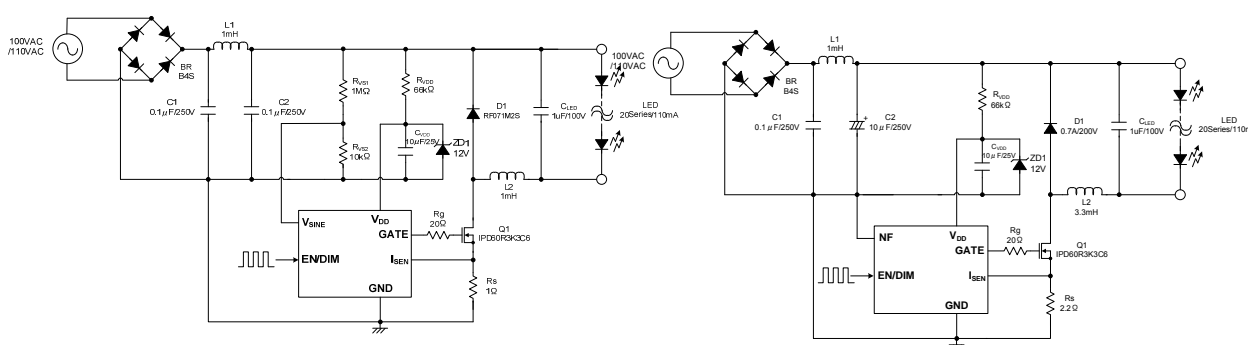 100VAC
/110VAC
BR
B4S
L1
1mH
C1
0.1μF/250V
C2
0.1μF/250V
RVS1
1MΩ
RVS2
10kΩ
RVDD
66kΩ
CVDD
10μF/25V
ZD1
12V
D1
RF071M2S
CLED
1uF/100V
LED
20Series/110mA
L2
1mH
VSINE
VDD
GATE
EN/DIM
ISEN
GND
Rg
20Ω
Q1
IPD60R3K3C6
Rs
1Ω
100VAC
/110VAC
BR
B4S
L1
1mH
C1
0.1μF/250V
C2
10μF/250V
RVDD
66kΩ
CVDD
10μF/25V
ZD1
12V
D1
0.7A/200V
CLED
1uF/100V
LED
20Series/110m
L2
3.3mH
NF
VDD
GATE
EN/DIM
ISEN
GND
Rg
20Ω
Q1
IPD60R3K3C6
Rs
2.2Ω